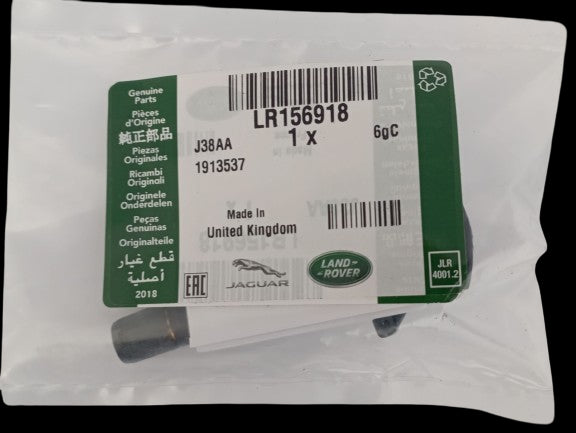 Genuine
Parts
Pièces
d'Origine
純正部品
Piezas
Originales
Ricambi
Originali
Originele
Onderdelen
Peças
Genuinas
Originalteile
قطع غيار
أصلية
2018
LR156918
1 x
6gC
J38AA
1913537
Made In
United Kingdom
EAC
JAGUAR
LAND
ROVER
JLR
4001.2